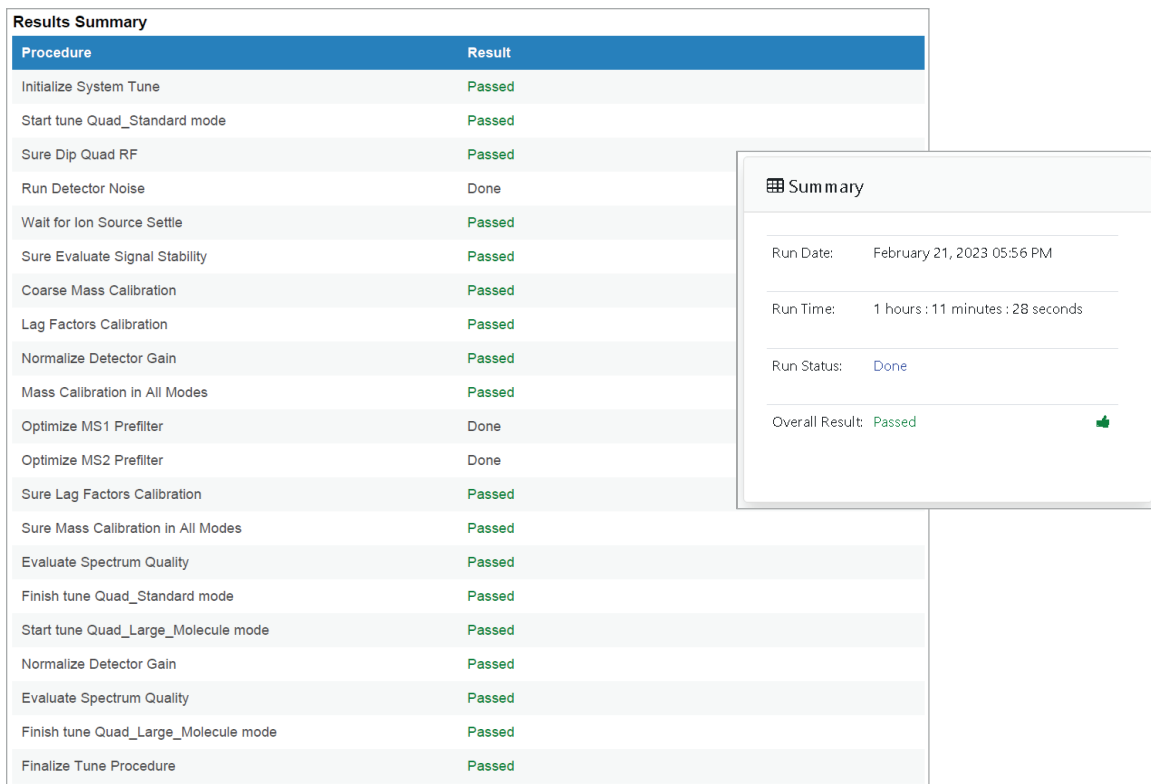 Results Summary
Procedure Result
Initialize System Tune Passed
Start tune Quad_Standard mode Passed
Sure Dip Quad RF Passed
Run Detector Noise Done
Wait for Ion Source Settle Passed
Sure Evaluate Signal Stability Passed
Coarse Mass Calibration Passed
Lag Factors Calibration Passed
Normalize Detector Gain Passed
Mass Calibration in All Modes Passed
Optimize MS1 Prefilter Done
Optimize MS2 Prefilter Done
Sure Lag Factors Calibration Passed
Sure Mass Calibration in All Modes Passed
Evaluate Spectrum Quality Passed
Finish tune Quad_Standard mode Passed
Start tune Quad_Large_Molecule mode Passed
Normalize Detector Gain Passed
Evaluate Spectrum Quality Passed
Finish tune Quad_Large_Molecule mode Passed
Finalize Tune Procedure Passed
Summary
Run Date: February 21, 2023 05:56 PM
Run Time: 1 hours : 11 minutes : 28 seconds
Run Status: Done
Overall Result: Passed